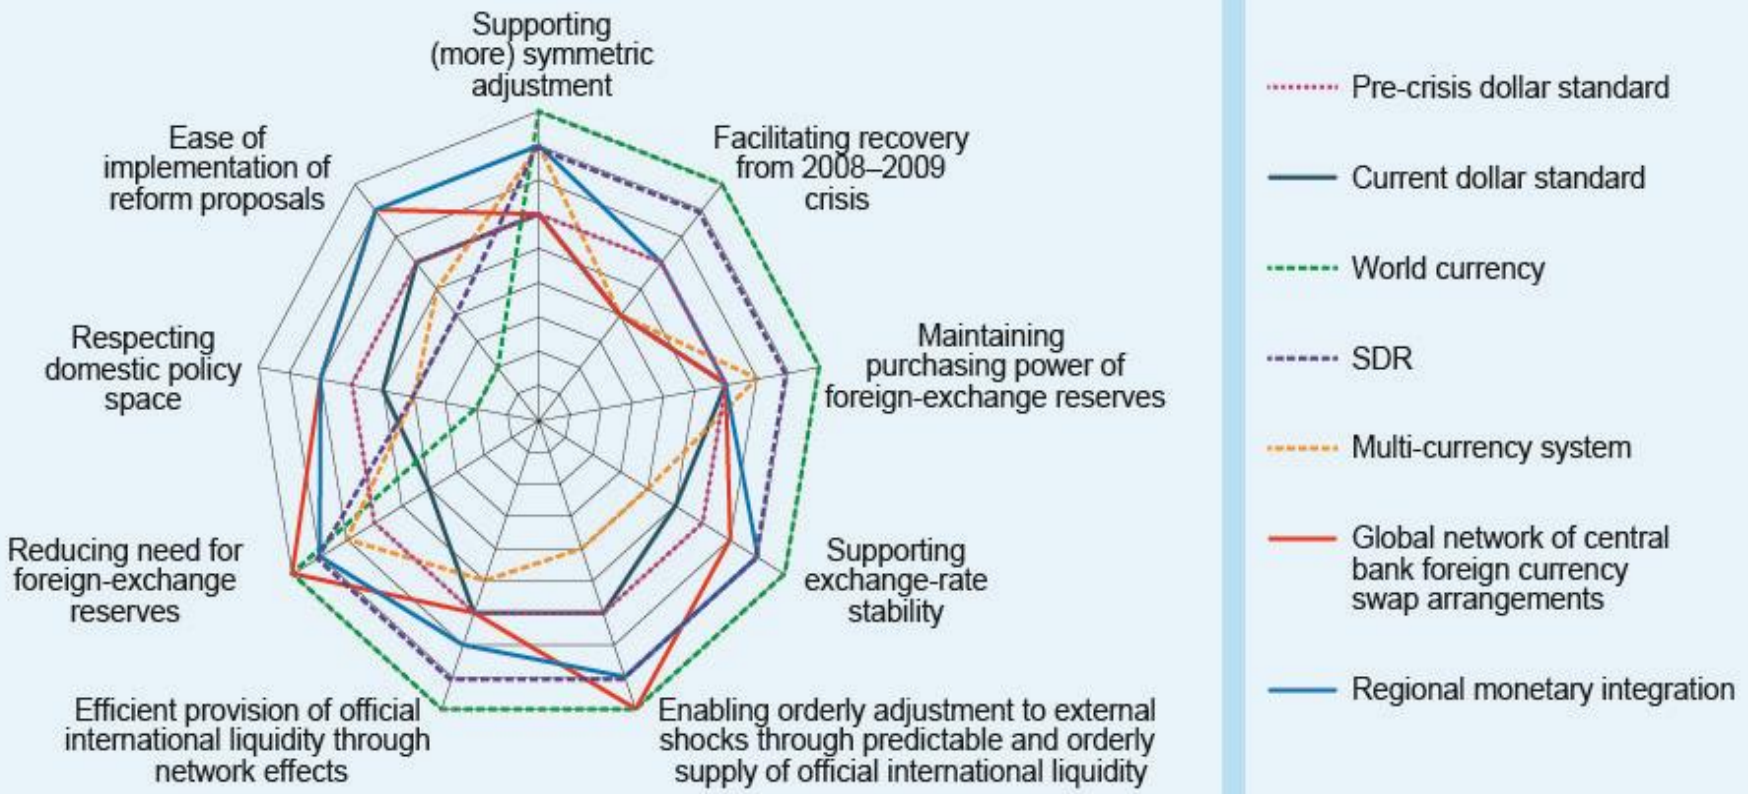 Supporting
(more) symmetric
adjustment
Facilitating recovery
from 2008–2009
crisis
Maintaining
purchasing power of
foreign-exchange reserves
Supporting
exchange-rate
stability
Enabling orderly adjustment to external
shocks through predictable and orderly
supply of official international liquidity
Efficient provision of official
international liquidity through
network effects
Reducing need for
foreign-exchange
reserves
Respecting
domestic policy
space
Ease of
implementation of
reform proposals
Pre-crisis dollar standard
Current dollar standard
World currency
SDR
Multi-currency system
Global network of central
bank foreign currency
swap arrangements
Regional monetary integration